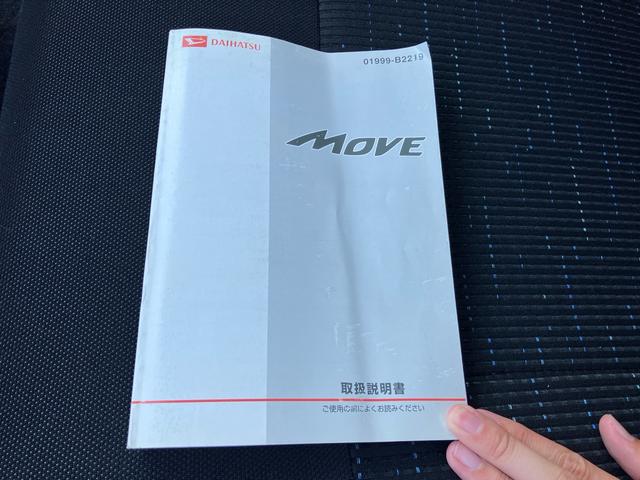 DAIHATSU
01999-B2219
MOVE
取扱説明書
ご使用の前によくお読みください